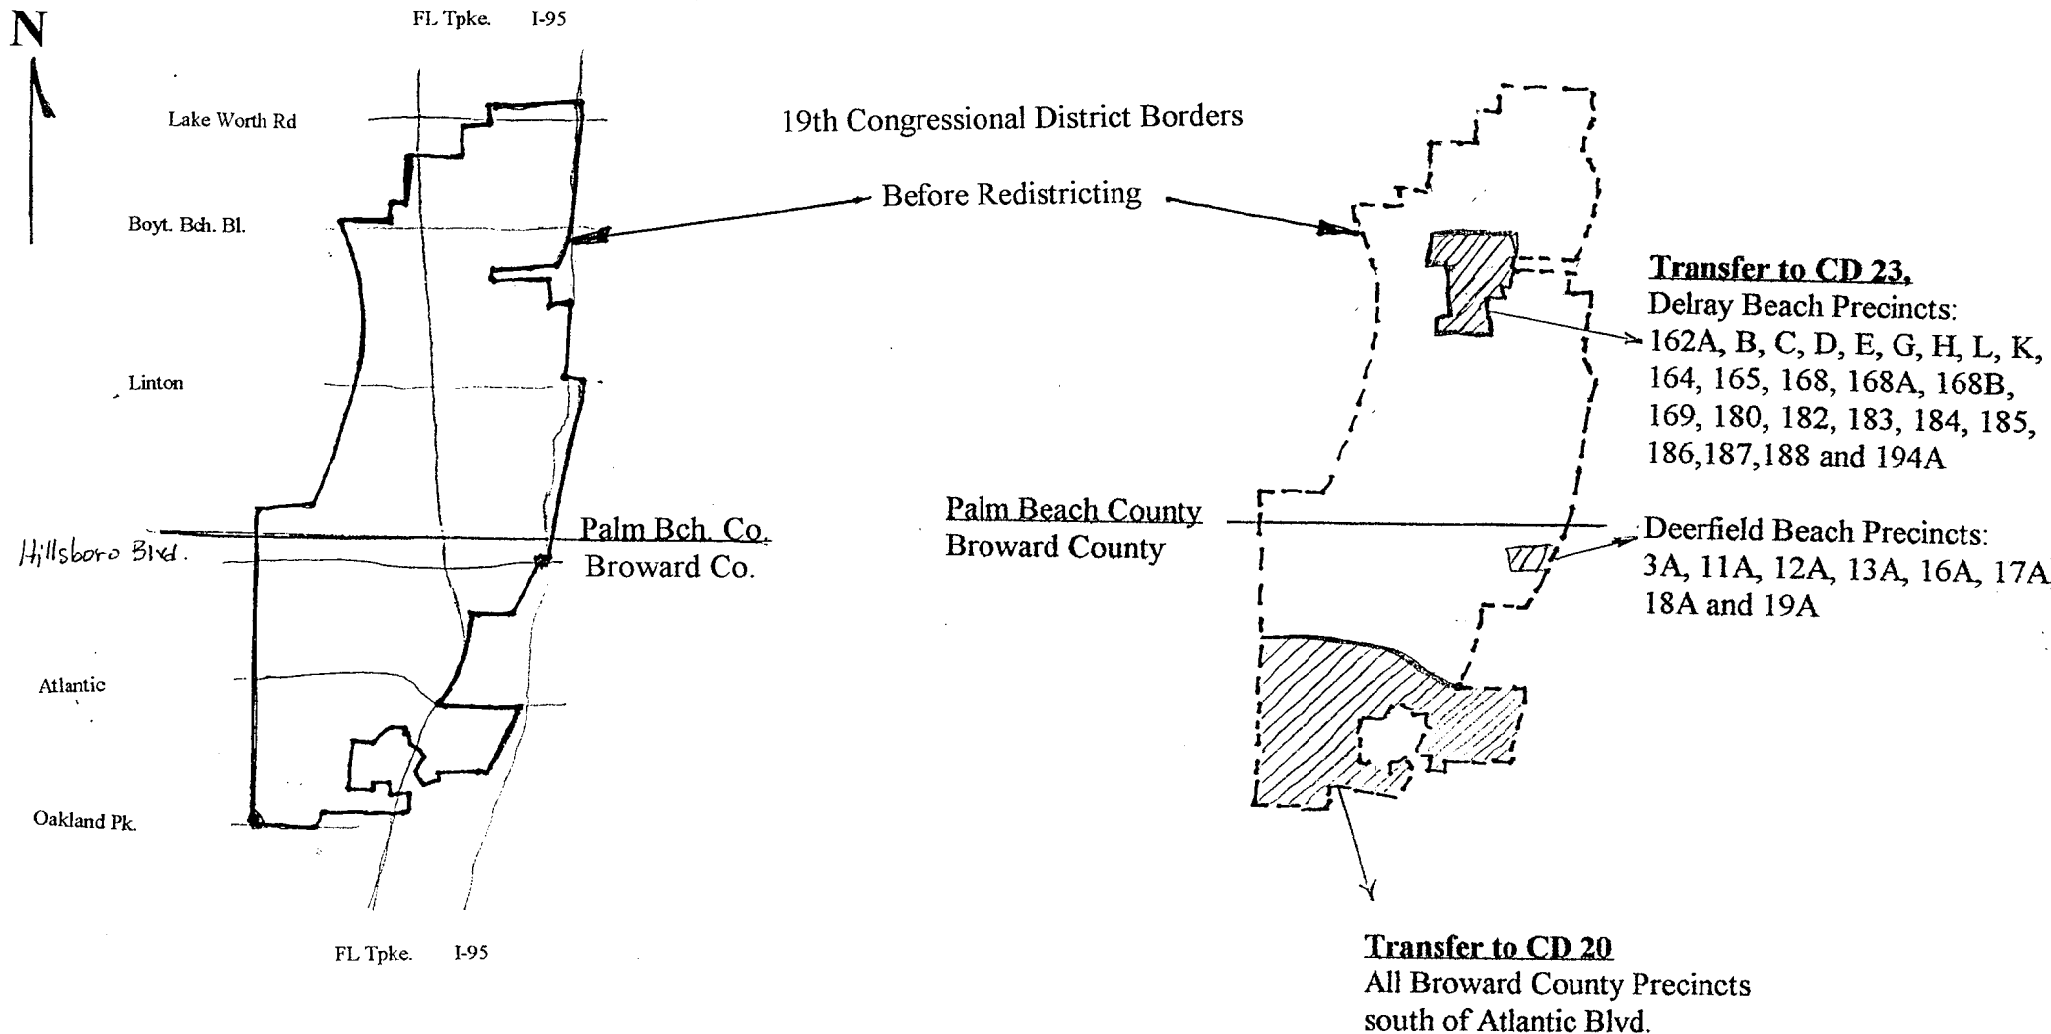 N
FL Tpke.
I-95
Lake Worth Rd
Boyt. Bch. Bl.
Linton
Hillsboro Blvd.
Palm Bch. Co.
Broward Co.
Atlantic
Oakland Pk.
FL Tpke.
I-95
19th Congressional District Borders
Before Redistricting
Palm Beach County
Broward County
Transfer to CD 23,
Delray Beach Precincts:
162A, B, C, D, E, G, H, L, K,
164, 165, 168, 168A, 168B,
169, 180, 182, 183, 184, 185,
186,187,188 and 194A
Deerfield Beach Precincts:
3A, 11A, 12A, 13A, 16A, 17A
18A and 19A
Transfer to CD 20
All Broward County Precincts
south of Atlantic Blvd.